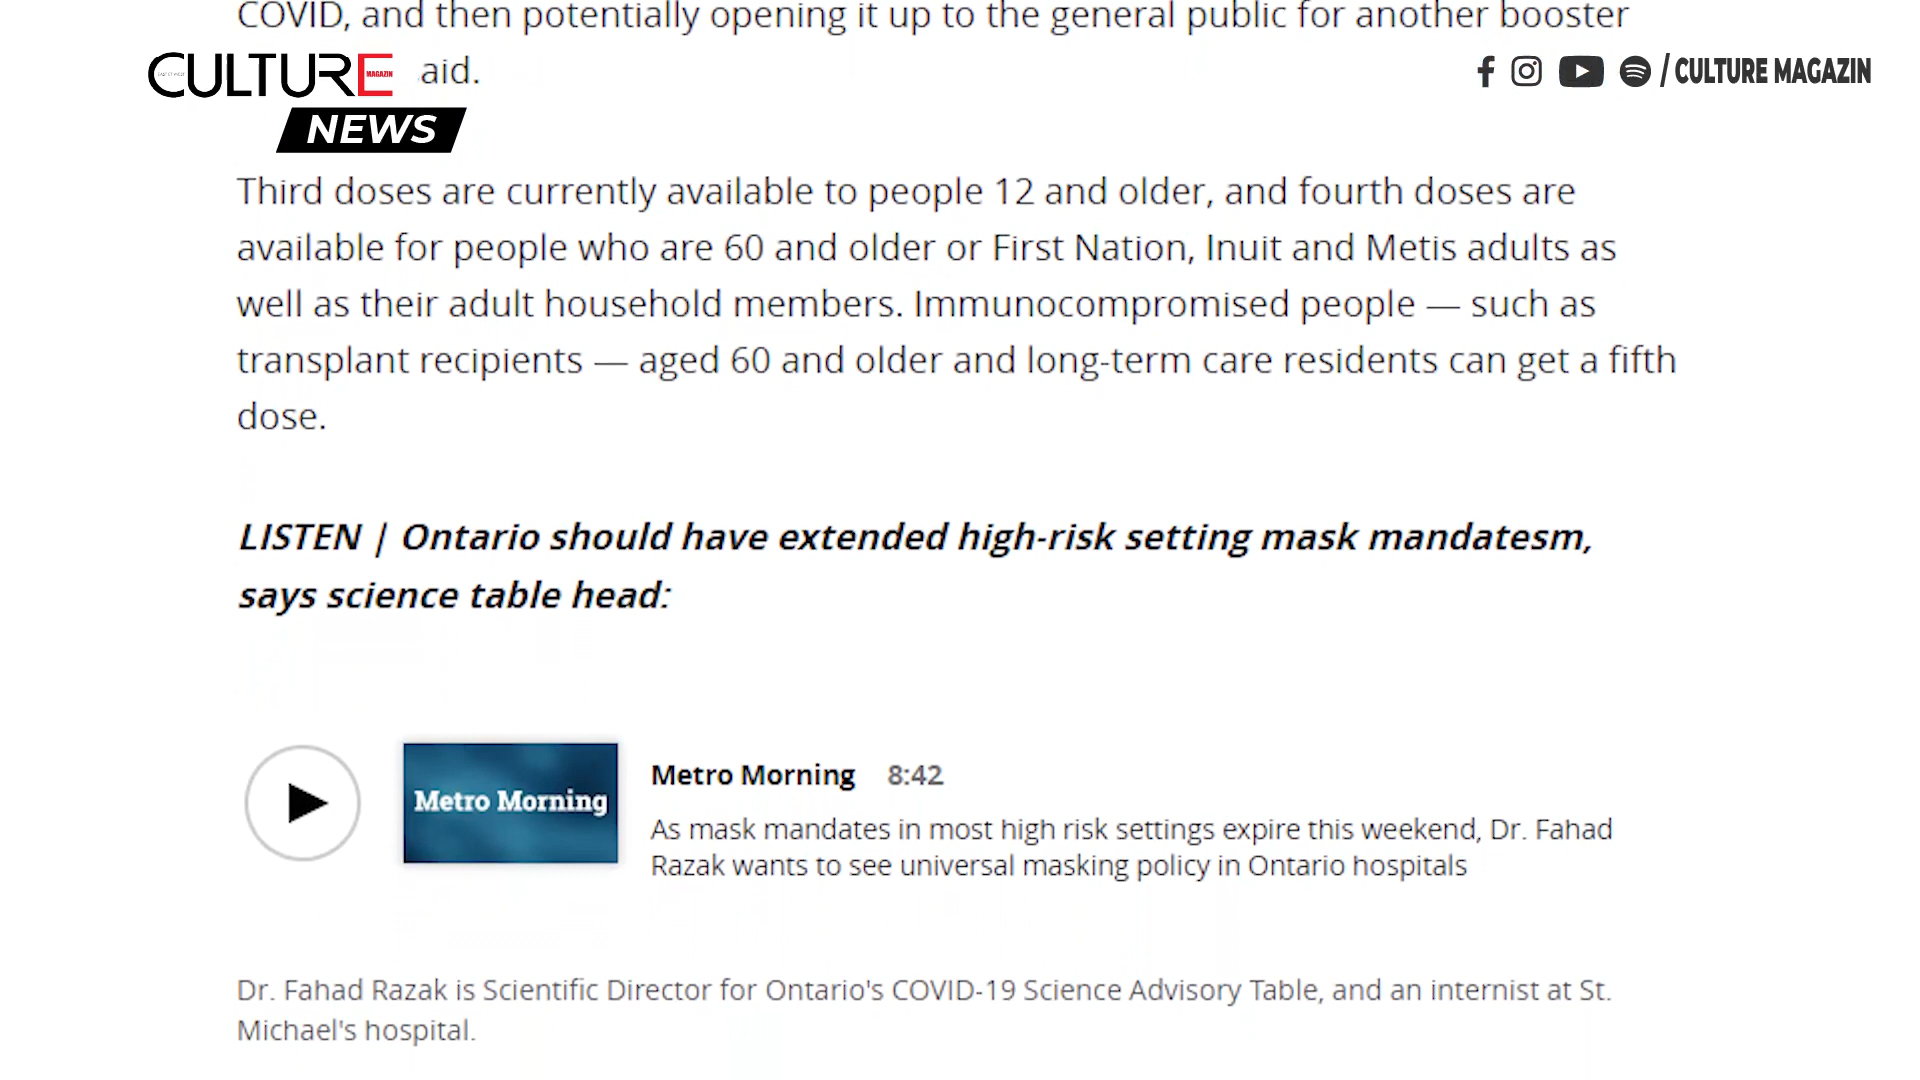 COVID, and then potentially opening it up to the general public for another booster
CULTURE MAGAZIN
aid.
/ CULTURE MAGAZIN
NEWS
Third doses are currently available to people 12 and older, and fourth doses are
available for people who are 60 and older or First Nation, Inuit and Metis adults as
well as their adult household members. Immunocompromised people — such as
transplant recipients — aged 60 and older and long-term care residents can get a fifth
dose.
LISTEN | Ontario should have extended high-risk setting mask mandatesm,
says science table head:
Metro Morning
Metro Morning 8:42
As mask mandates in most high risk settings expire this weekend, Dr. Fahad
Razak wants to see universal masking policy in Ontario hospitals
Dr. Fahad Razak is Scientific Director for Ontario's COVID-19 Science Advisory Table, and an internist at St.
Michael's hospital.